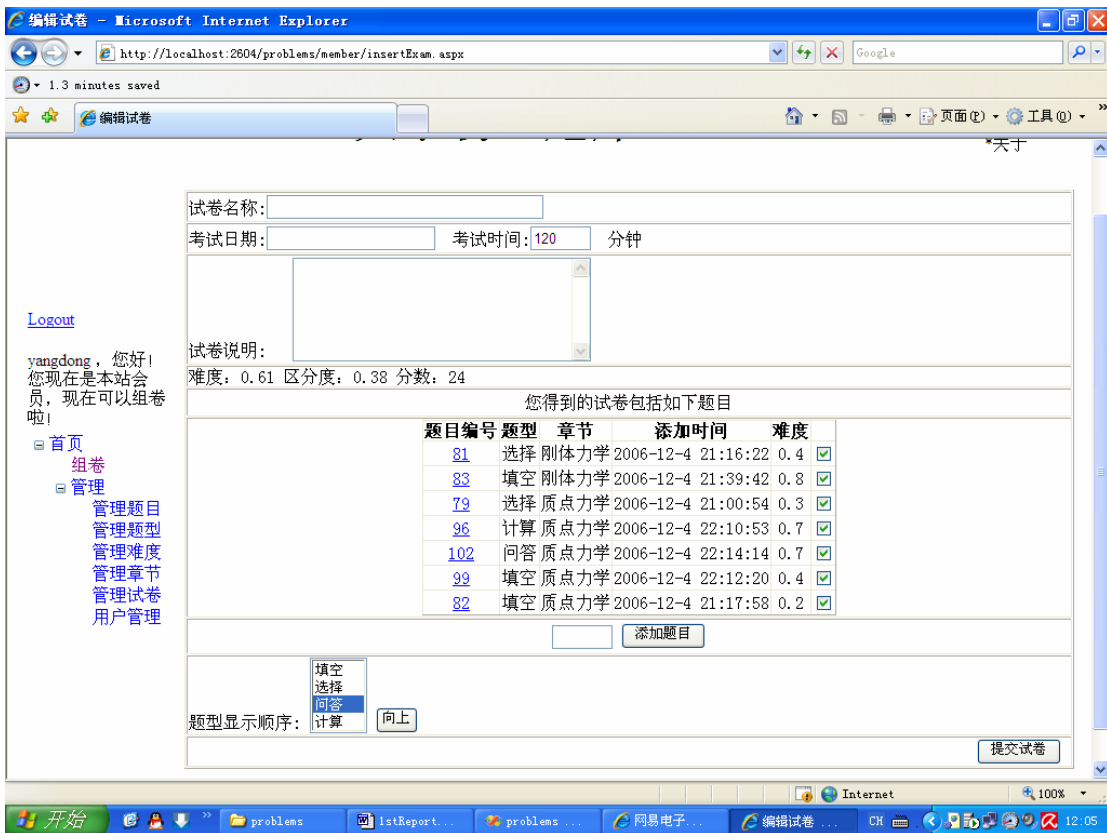 编辑试卷 - Microsoft Internet Explorer
http://localhost:2604/problems/member/insertExam.aspx
Google
1.3 minutes saved
编辑试卷
页面(P)
工具(O)
*关于
试卷名称:
考试日期: 考试时间: 120 分钟
试卷说明:
难度: 0.61 区分度: 0.38 分数: 24
您得到的试卷包括如下题目
题目编号 题型 章节 添加时间 难度
81 选择 刚体力学 2006-12-4 21:16:22 0.4
83 填空 刚体力学 2006-12-4 21:39:42 0.8
79 选择 质点力学 2006-12-4 21:00:54 0.3
96 计算 质点力学 2006-12-4 22:10:53 0.7
102 问答 质点力学 2006-12-4 22:14:14 0.7
99 填空 质点力学 2006-12-4 22:12:20 0.4
82 填空 质点力学 2006-12-4 21:17:58 0.2
添加题目
填空
选择
问答
计算
题型显示顺序:
向上
提交试卷
Logout
yangdong, 您好!
您现在是本站会
员, 现在可以组卷
啦!
首页
组卷
管理
管理题目
管理题型
管理难度
管理章节
管理试卷
用户管理
Internet
100%
开始
problems
1stReport...
problems ...
网易电子...
编辑试卷 ...
CH
12:05